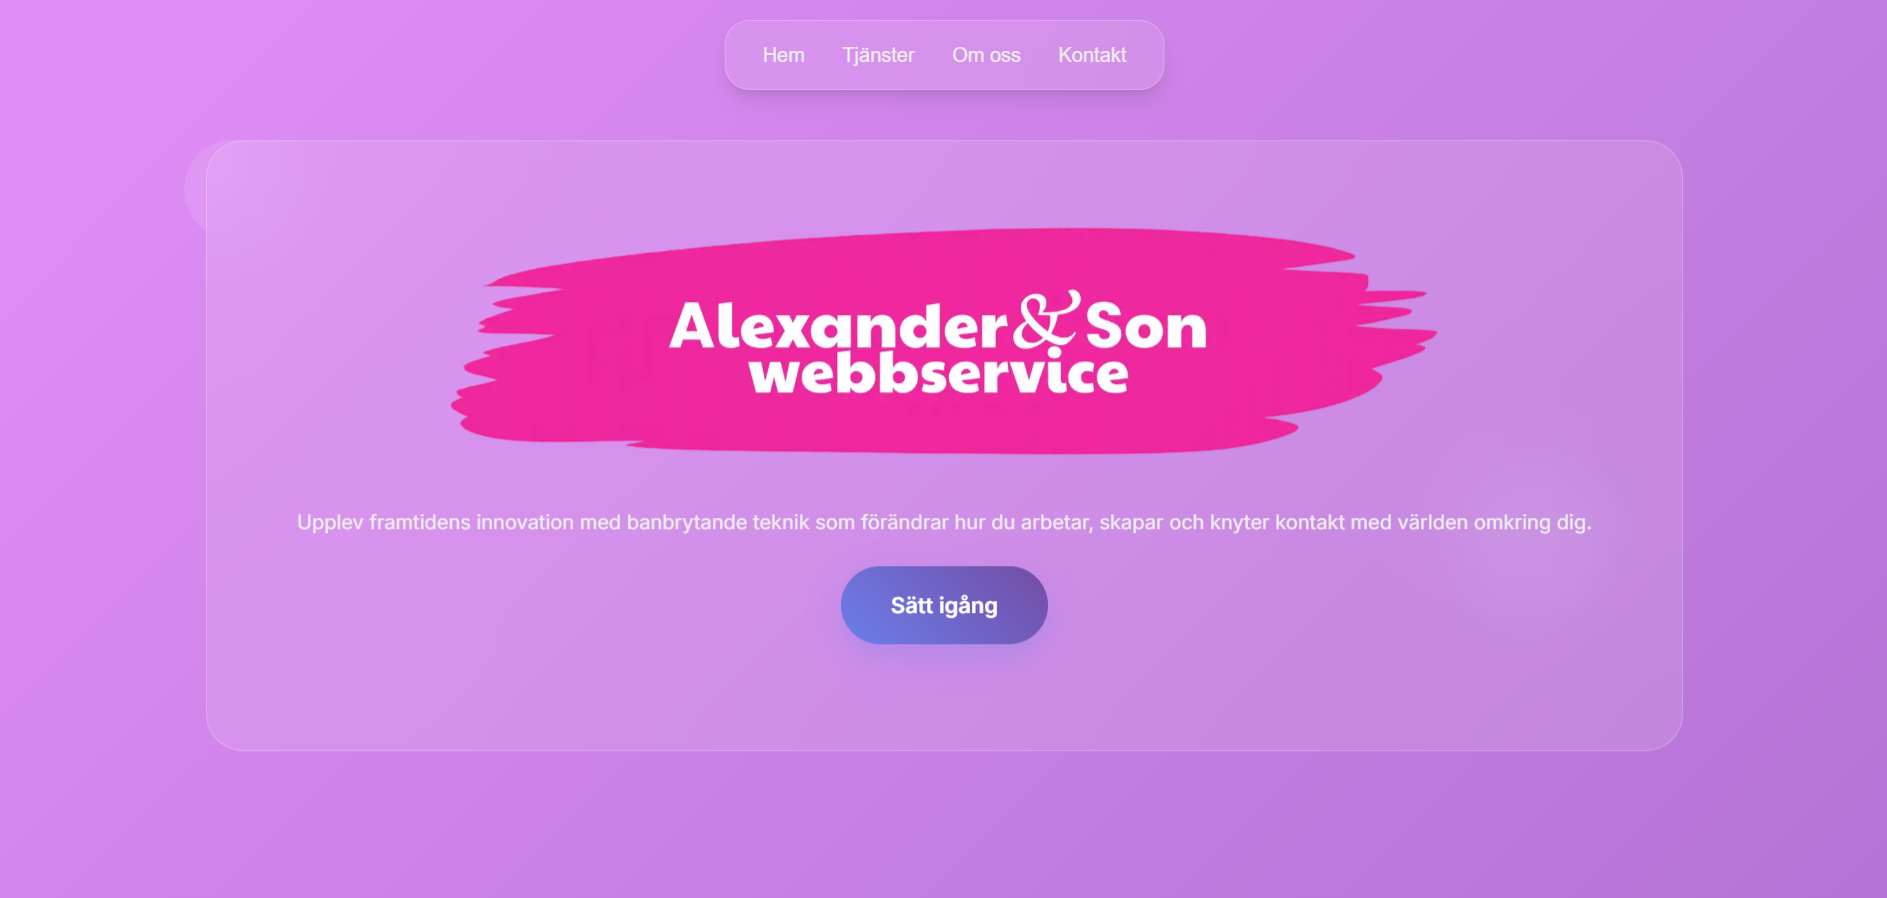 Hem Tjänster Om oss Kontakt
Alexander & Son
webbservice
Upplev framtidens innovation med banbrytande teknik som förändrar hur du arbetar, skapar och knyter kontakt med världen omkring dig.
Sätt igång